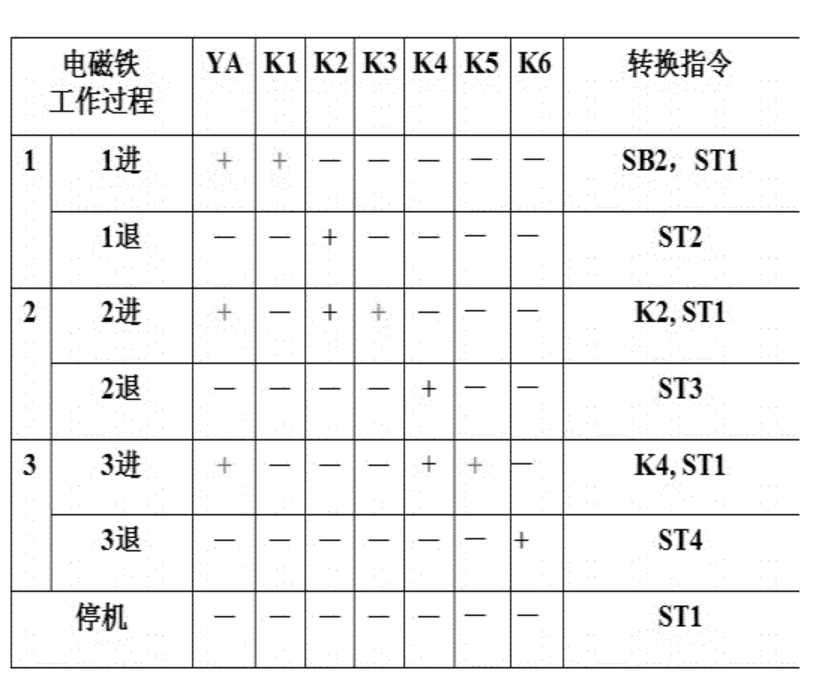 电磁铁 YA K1 K2 K3 K4 K5 K6 转换指令
工作过程
1 1进 + + — — — — — SB2，ST1
1退 — — + — — — — ST2
2 2进 + — + + — — — K2, ST1
2退 — — — — + — — ST3
3 3进 + — — — + + — K4, ST1
3退 — — — — — — + ST4
停机 — — — — — — — ST1